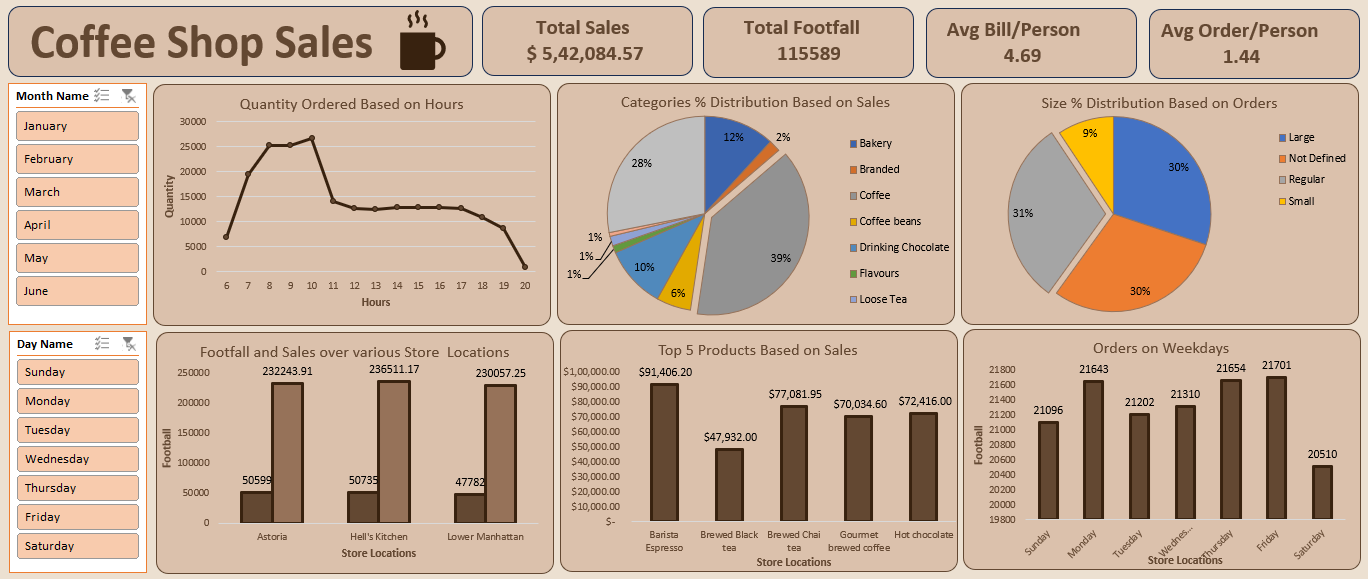 Coffee Shop Sales
Total Sales
$ 5,42,084.57
Total Footfall
115589
Avg Bill/Person
4.69
Avg Order/Person
1.44
Month Name
January
February
March
April
May
June
Quantity Ordered Based on Hours
Quantity
30000
25000
20000
15000
10000
5000
0
6 7 8 9 10 11 12 13 14 15 16 17 18 19 20
Hours
Categories % Distribution Based on Sales
12%
2%
39%
6%
10%
1%
1%
1%
28%
Bakery
Branded
Coffee
Coffee beans
Drinking Chocolate
Flavours
Loose Tea
Size % Distribution Based on Orders
30%
30%
31%
9%
Large
Not Defined
Regular
Small
Day Name
Sunday
Monday
Tuesday
Wednesday
Thursday
Friday
Saturday
Footfall and Sales over various Store Locations
Football
250000
200000
150000
100000
50000
0
232243.91
236511.17
230057.25
50599
50735
47782
Astoria
Hell's Kitchen
Lower Manhattan
Store Locations
Top 5 Products Based on Sales
$1,00,000.00
$90,000.00
$80,000.00
$70,000.00
$60,000.00
$50,000.00
$40,000.00
$30,000.00
$20,000.00
$10,000.00
$-
$91,406.20
$47,932.00
$77,081.95
$70,034.60
$72,416.00
Barista
Espresso
Brewed Black
tea
Brewed Chai
tea
Gourmet
brewed coffee
Hot chocolate
Store Locations
Orders on Weekdays
Football
21800
21600
21400
21200
21000
20800
20600
20400
20200
20000
19800
21096
21643
21202
21310
21654
21701
20510
Sunday
Monday
Tuesday
Wednes...
Thursday
Friday
Saturday
Store Locations